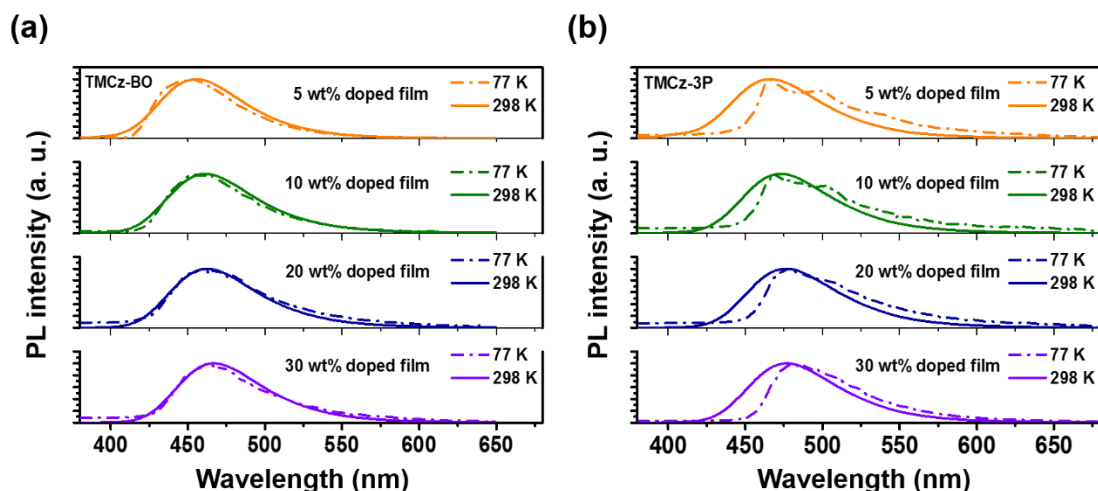 (a)
TMCz-BO
5 wt% doped film
77 K
298 K
10 wt% doped film
77 K
298 K
20 wt% doped film
77 K
298 K
30 wt% doped film
77 K
298 K
PL intensity (a. u.)
400 450 500 550 600 650
Wavelength (nm)
(b)
TMCz-3P
5 wt% doped film
77 K
298 K
10 wt% doped film
77 K
298 K
20 wt% doped film
77 K
298 K
30 wt% doped film
77 K
298 K
PL intensity (a. u.)
400 450 500 550 600 650
Wavelength (nm)